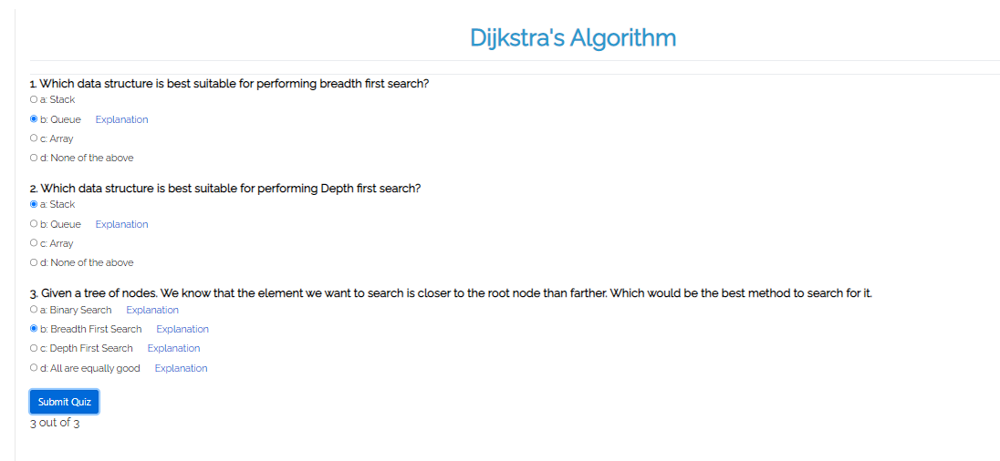 Dijkstra's Algorithm
1. Which data structure is best suitable for performing breadth first search?
a: Stack
b: Queue Explanation
c: Array
d: None of the above
2. Which data structure is best suitable for performing Depth first search?
a: Stack
b: Queue Explanation
c: Array
d: None of the above
3. Given a tree of nodes. We know that the element we want to search is closer to the root node than farther. Which would be the best method to search for it.
a: Binary Search Explanation
b: Breadth First Search Explanation
c: Depth First Search Explanation
d: All are equally good Explanation
Submit Quiz
3 out of 3